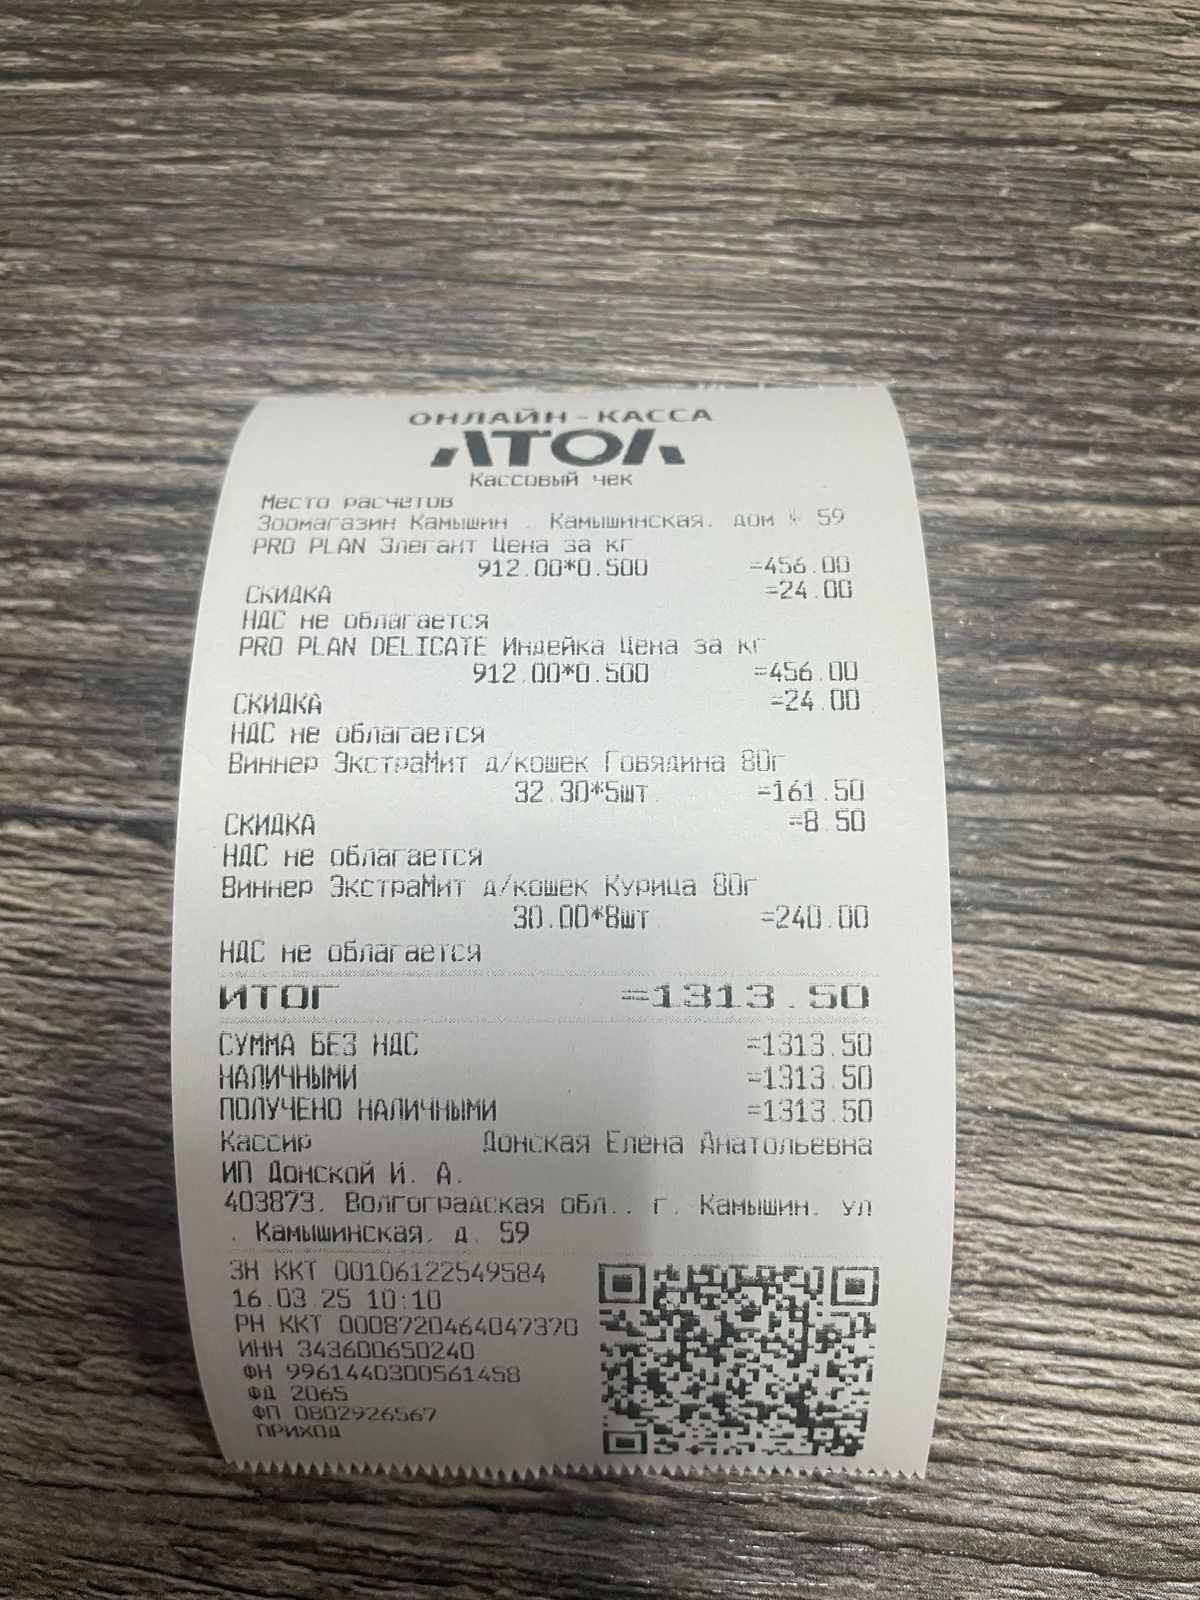 ОНЛАЙН-КАССА
АТОЛ
Кассовый чек
Место расчетов
Зоомагазин Камышин . Камышинская. дом № 59
PRO PLAN Элегант Цена за кг
912.00*0.500 =456.00
СКИДКА =24.00
НДС не облагается
PRO PLAN DELICATE Индейка Цена за кг
912.00*0.500 =456.00
СКИДКА =24.00
НДС не облагается
Виннер ЭкстраМит д/кошек Говядина 80г
32.30*5шт. =161.50
СКИДКА =8.50
НДС не облагается
Виннер ЭкстраМит д/кошек Курица 80г
30.00*8шт. =240.00
НДС не облагается
ИТОГ =1313.50
СУММА БЕЗ НДС =1313.50
НАЛИЧНЫМИ =1313.50
ПОЛУЧЕНО НАЛИЧНЫМИ =1313.50
Кассир Донская Елена Анатольевна
ИП Донской И. А.
403873, Волгоградская обл., г. Камышин, ул
. Камышинская, д. 59
ЗН ККТ 00106122549584
16.03.25 10:10
РН ККТ 0008720464047370
ИНН 343600650240
ФН 9961440300561458
ФД 2065
ФП 0802926567
ПРИХОД